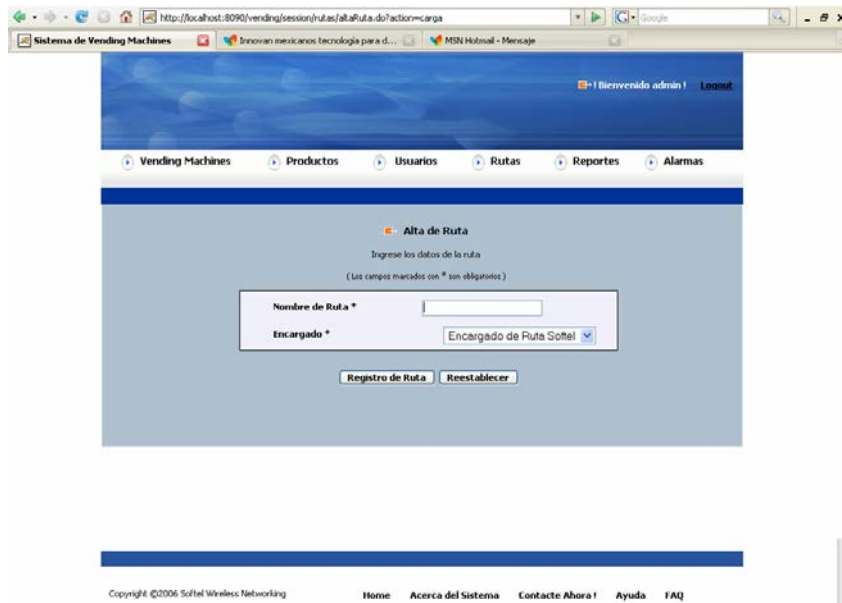 http://localhost:8090/vending/session/rutas/altaRuta.do?action=carga
Google
Sistema de Vending Machines
Innovan mexicanos tecnología para d...
MSN Hotmail - Mensaje
! Bienvenido admin ! Logout
Vending Machines Productos Usuarios Rutas Reportes Alarmas
Alta de Ruta
Ingrese los datos de la ruta
( Los campos marcados con * son obligatorios )
Nombre de Ruta *
Encargado * Encargado de Ruta Softel
Registro de Ruta Reestablecer
Copyright ©2006 Softel Wireless Networking Home Acerca del Sistema Contacte Ahora ! Ayuda FAQ